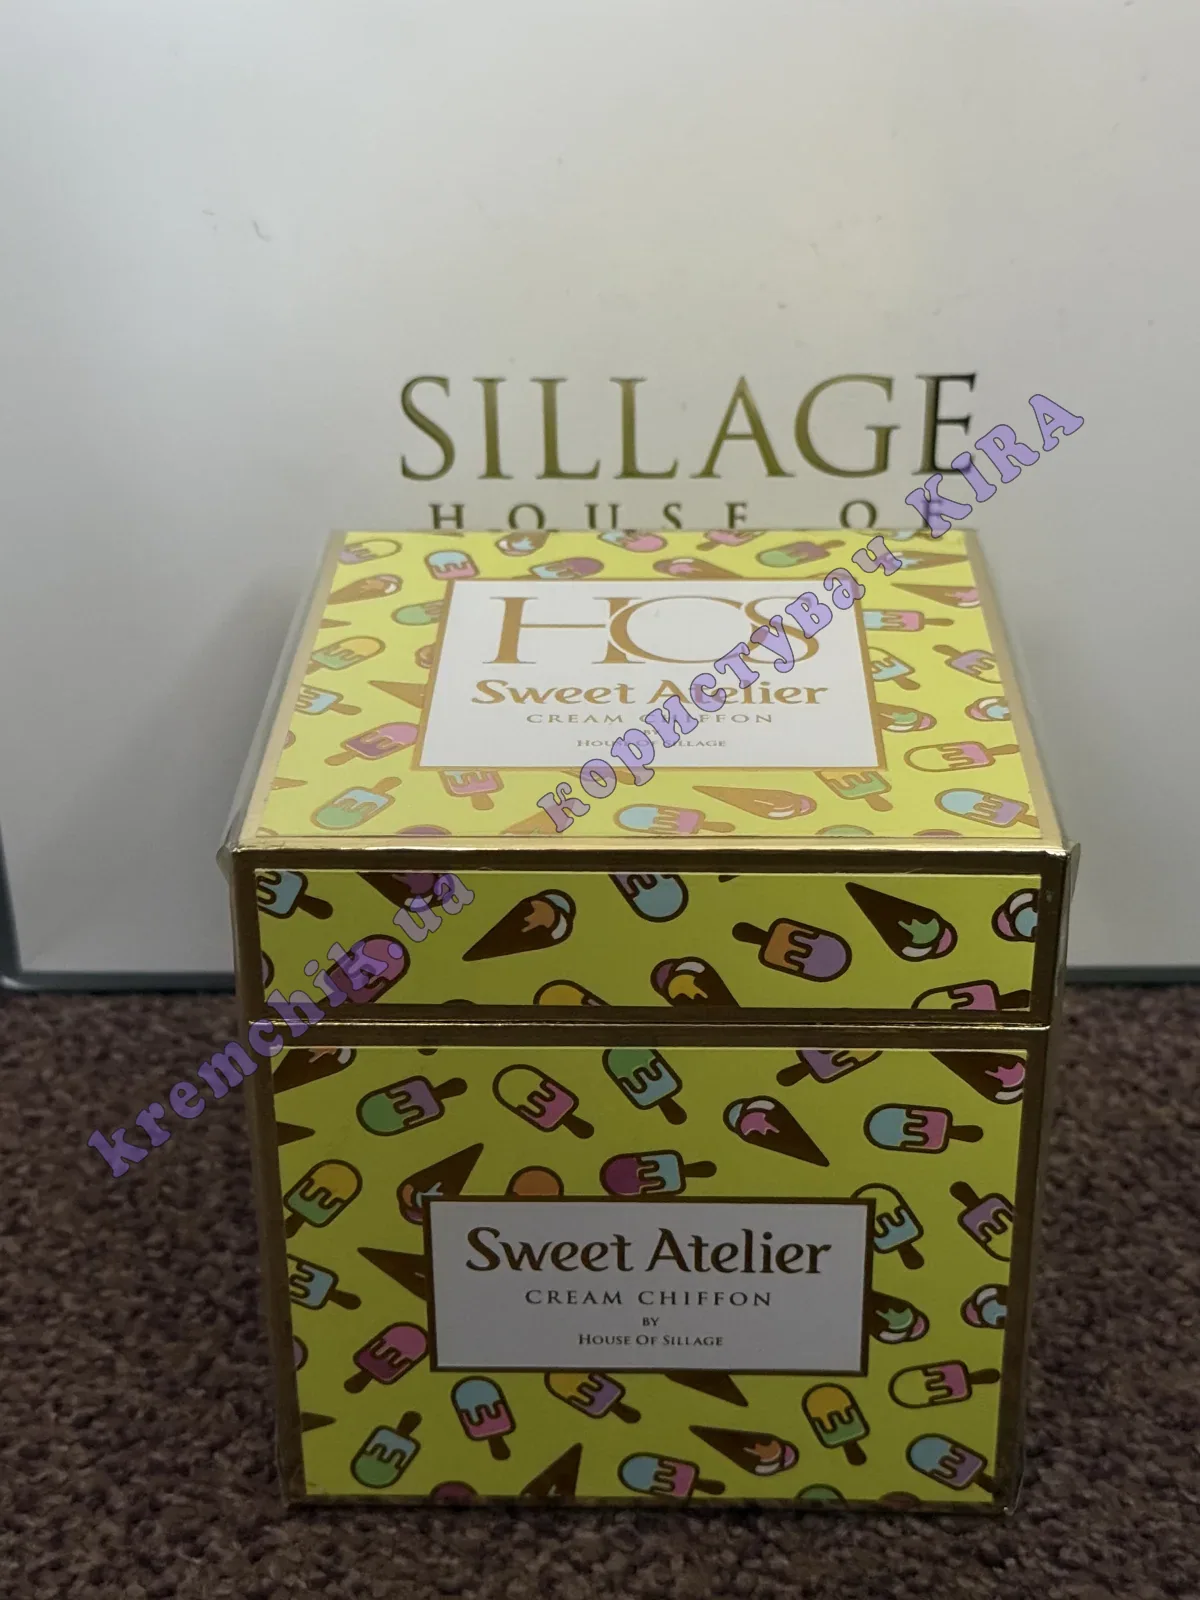 SILLAGE
HOUSE OF
HOS
Sweet Atelier
CREAM CHIFFON
BY
HOUSE OF SILLAGE
Sweet Atelier
CREAM CHIFFON
BY
HOUSE OF SILLAGE
kremchik.ua користувач KIRA